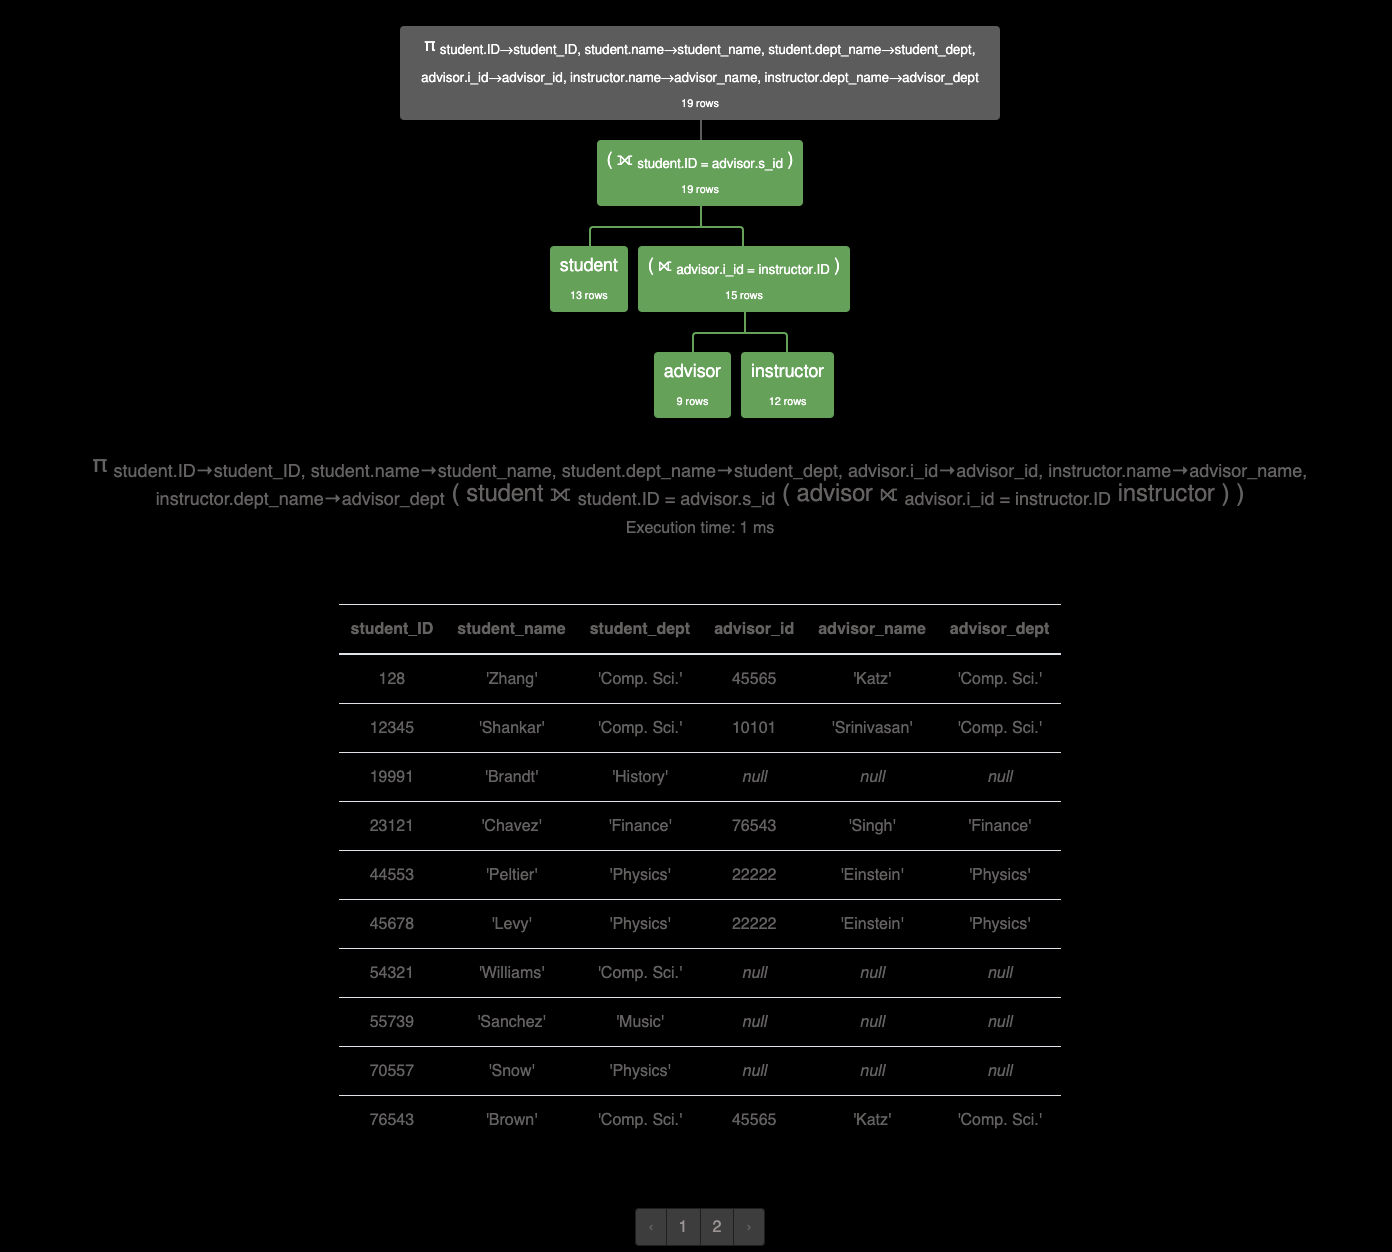 π student.ID→student_ID, student.name→student_name, student.dept_name→student_dept,
advisor.i_id→advisor_id, instructor.name→advisor_name, instructor.dept_name→advisor_dept
19 rows
( ⟗ student.ID = advisor.s_id )
19 rows
student
13 rows
( ⟖ advisor.i_id = instructor.ID )
15 rows
advisor
9 rows
instructor
12 rows
π student.ID→student_ID, student.name→student_name, student.dept_name→student_dept, advisor.i_id→advisor_id, instructor.name→advisor_name,
instructor.dept_name→advisor_dept ( student ⟗ student.ID = advisor.s_id ( advisor ⟖ advisor.i_id = instructor.ID instructor ) )
Execution time: 1 ms
student_ID student_name student_dept advisor_id advisor_name advisor_dept
128 'Zhang' 'Comp. Sci.' 45565 'Katz' 'Comp. Sci.'
12345 'Shankar' 'Comp. Sci.' 10101 'Srinivasan' 'Comp. Sci.'
19991 'Brandt' 'History' null null null
23121 'Chavez' 'Finance' 76543 'Singh' 'Finance'
44553 'Peltier' 'Physics' 22222 'Einstein' 'Physics'
45678 'Levy' 'Physics' 22222 'Einstein' 'Physics'
54321 'Williams' 'Comp. Sci.' null null null
55739 'Sanchez' 'Music' null null null
70557 'Snow' 'Physics' null null null
76543 'Brown' 'Comp. Sci.' 45565 'Katz' 'Comp. Sci.'
‹ 1 2 ›